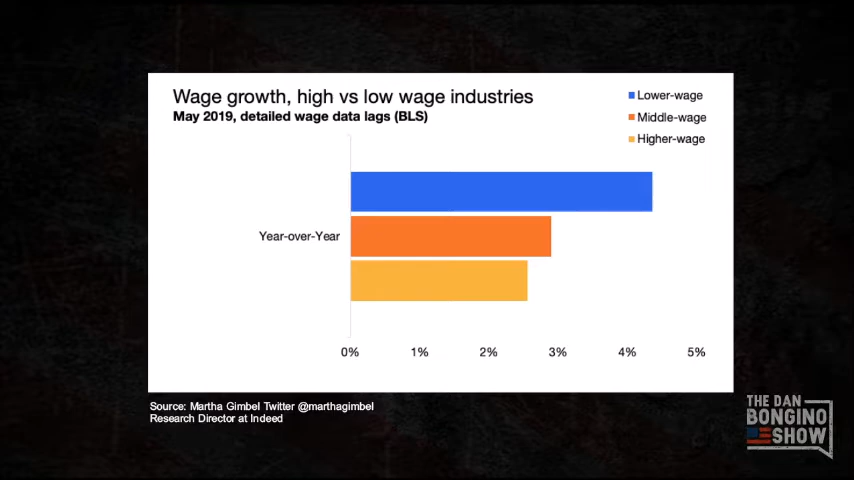 Wage growth, high vs low wage industries
May 2019, detailed wage data lags (BLS)
Lower-wage
Middle-wage
Higher-wage
Year-over-Year
0% 1% 2% 3% 4% 5%
Source: Martha Gimbel Twitter @marthagimbel
Research Director at Indeed
THE DAN
BONGINO
SHOW